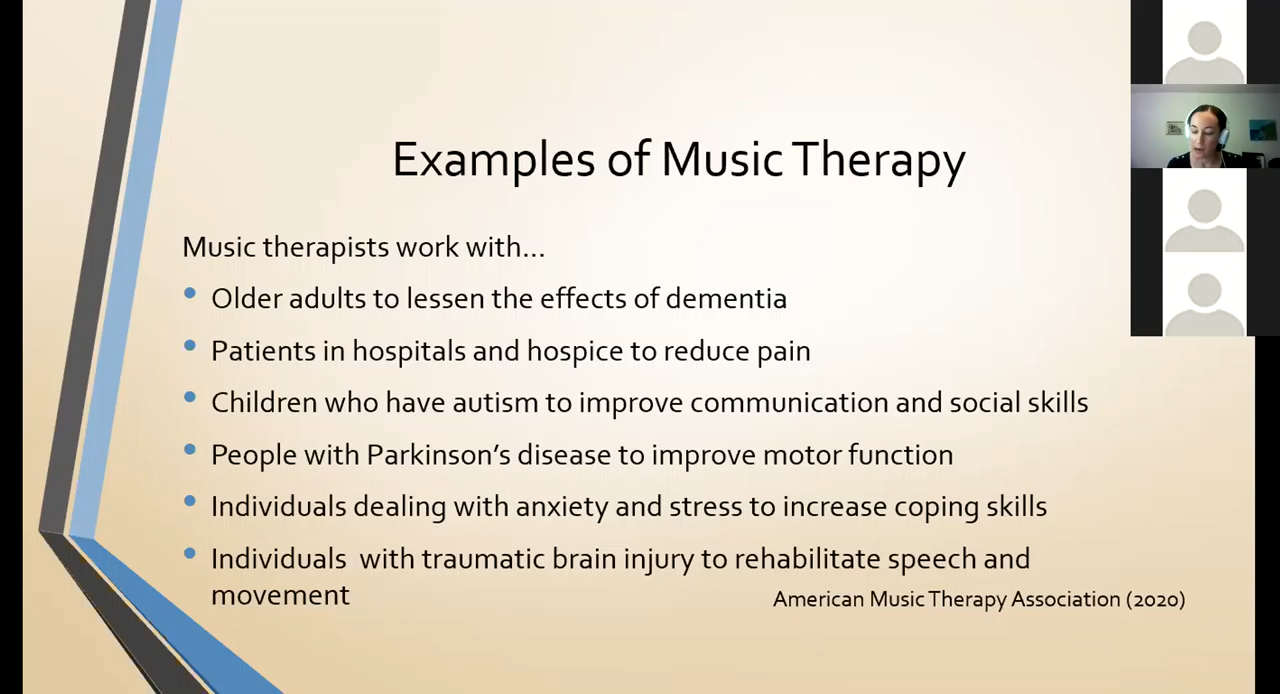 Examples of Music Therapy
Music therapists work with...
Older adults to lessen the effects of dementia
Patients in hospitals and hospice to reduce pain
Children who have autism to improve communication and social skills
People with Parkinson’s disease to improve motor function
Individuals dealing with anxiety and stress to increase coping skills
Individuals  with traumatic brain injury to rehabilitate speech and
movement
American Music Therapy Association (2020)